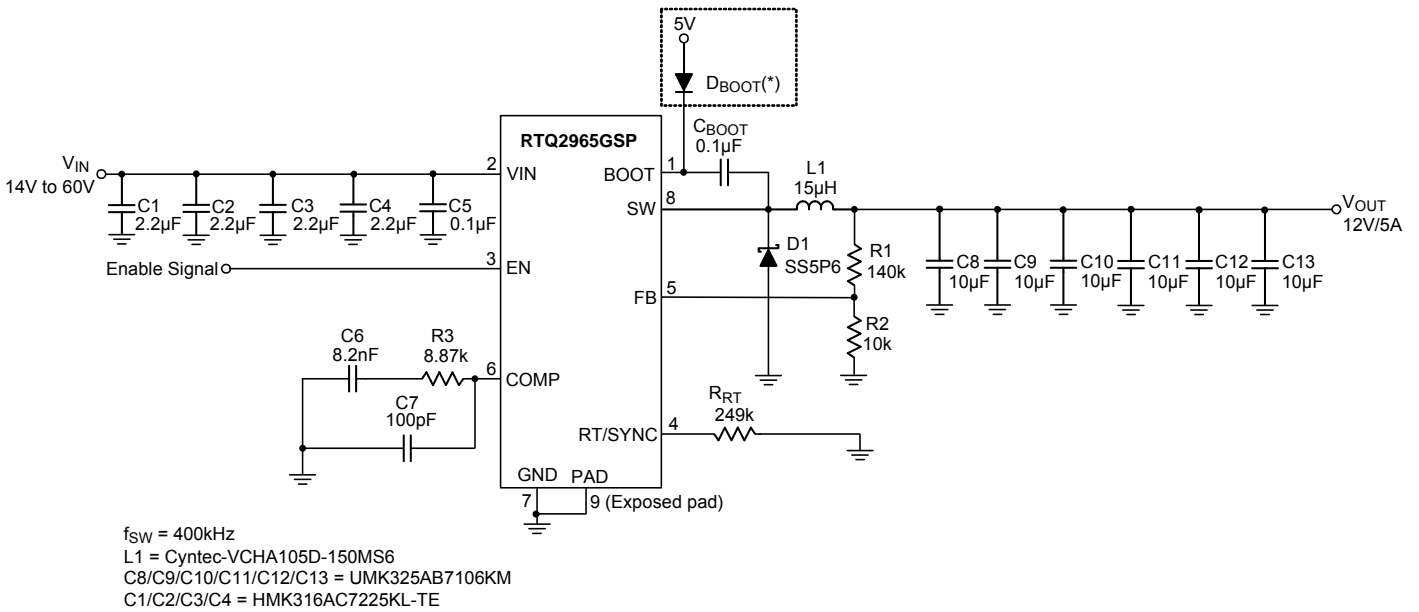 5V
DBOOT(*)
RTQ2965GSP
CBOOT
0.1µF
VIN
14V to 60V
2
VIN
BOOT
1
L1
15µH
SW
8
VOUT
12V/5A
C1
2.2µF
C2
2.2µF
C3
2.2µF
C4
2.2µF
C5
0.1µF
D1
SS5P6
R1
140k
C8
10µF
C9
10µF
C10
10µF
C11
10µF
C12
10µF
C13
10µF
Enable Signal
3
EN
FB
5
R2
10k
C6
8.2nF
R3
8.87k
6
COMP
C7
100pF
RRT
249k
RT/SYNC
4
GND
PAD
7
9 (Exposed pad)
fSW = 400kHz
L1 = Cyntec-VCHA105D-150MS6
C8/C9/C10/C11/C12/C13 = UMK325AB7106KM
C1/C2/C3/C4 = HMK316AC7225KL-TE